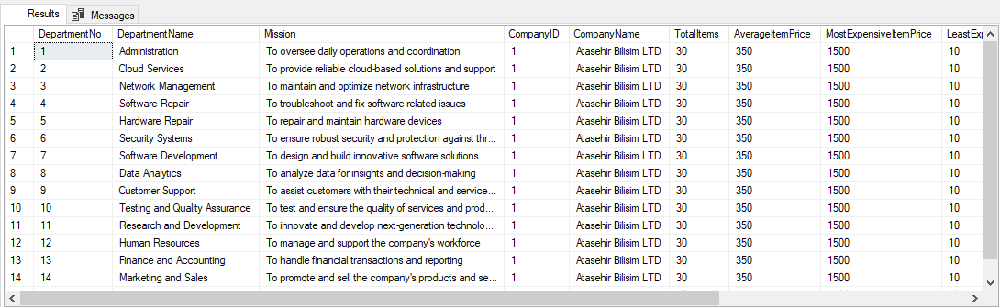 Results Messages
DepartmentNo DepartmentName Mission CompanyID CompanyName TotalItems AverageItemPrice MostExpensiveItemPrice LeastExp
1 1 Administration To oversee daily operations and coordination 1 Atasehir Bilisim LTD 30 350 1500 10
2 2 Cloud Services To provide reliable cloud-based solutions and support 1 Atasehir Bilisim LTD 30 350 1500 10
3 3 Network Management To maintain and optimize network infrastructure 1 Atasehir Bilisim LTD 30 350 1500 10
4 4 Software Repair To troubleshoot and fix software-related issues 1 Atasehir Bilisim LTD 30 350 1500 10
5 5 Hardware Repair To repair and maintain hardware devices 1 Atasehir Bilisim LTD 30 350 1500 10
6 6 Security Systems To ensure robust security and protection against thr... 1 Atasehir Bilisim LTD 30 350 1500 10
7 7 Software Development To design and build innovative software solutions 1 Atasehir Bilisim LTD 30 350 1500 10
8 8 Data Analytics To analyze data for insights and decision-making 1 Atasehir Bilisim LTD 30 350 1500 10
9 9 Customer Support To assist customers with their technical and service... 1 Atasehir Bilisim LTD 30 350 1500 10
10 10 Testing and Quality Assurance To test and ensure the quality of services and prod... 1 Atasehir Bilisim LTD 30 350 1500 10
11 11 Research and Development To innovate and develop next-generation technolo... 1 Atasehir Bilisim LTD 30 350 1500 10
12 12 Human Resources To manage and support the company's workforce 1 Atasehir Bilisim LTD 30 350 1500 10
13 13 Finance and Accounting To handle financial transactions and reporting 1 Atasehir Bilisim LTD 30 350 1500 10
14 14 Marketing and Sales To promote and sell the company's products and se... 1 Atasehir Bilisim LTD 30 350 1500 10